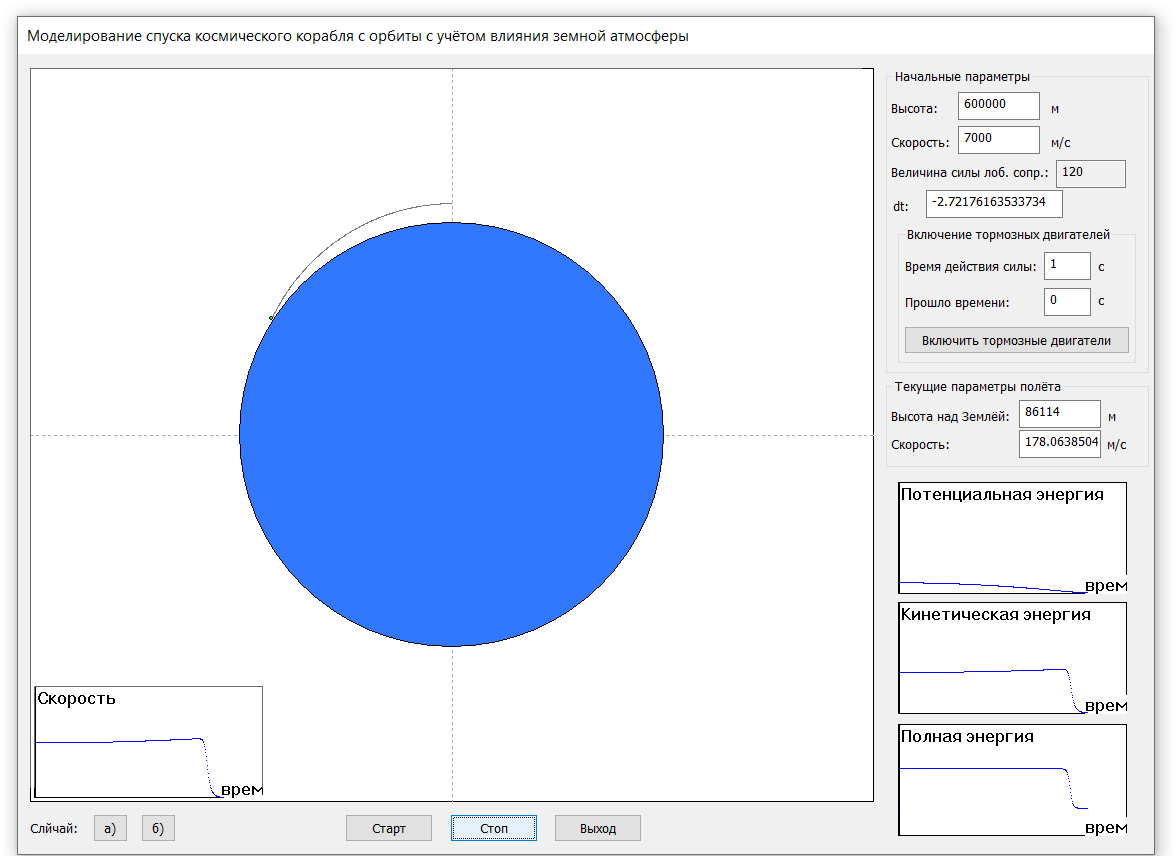 Моделирование спуска космического корабля с орбиты с учётом влияния земной атмосферы
Начальные параметры
Высота: 600000 м
Скорость: 7000 м/с
Величина силы лоб. сопр.: 120
dt: -2.72176163533734
Включение тормозных двигателей
Время действия силы: 1 с
Прошло времени: 0 с
Включить тормозные двигатели
Текущие параметры полёта
Высота над Землёй: 86114 м
Скорость: 178.0638504 м/с
Потенциальная энергия
врем
Кинетическая энергия
врем
Полная энергия
врем
Скорость
врем
Слйчай: а) б) Старт Стоп Выход